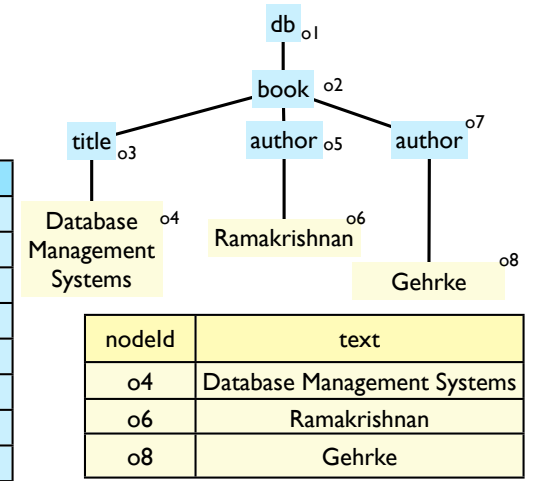 db o1
book o2
title o3 author o5 author o7
Database o4
Management
Systems
Ramakrishnan o6
Gehrke o8
nodeId text
o4 Database Management Systems
o6 Ramakrishnan
o8 Gehrke